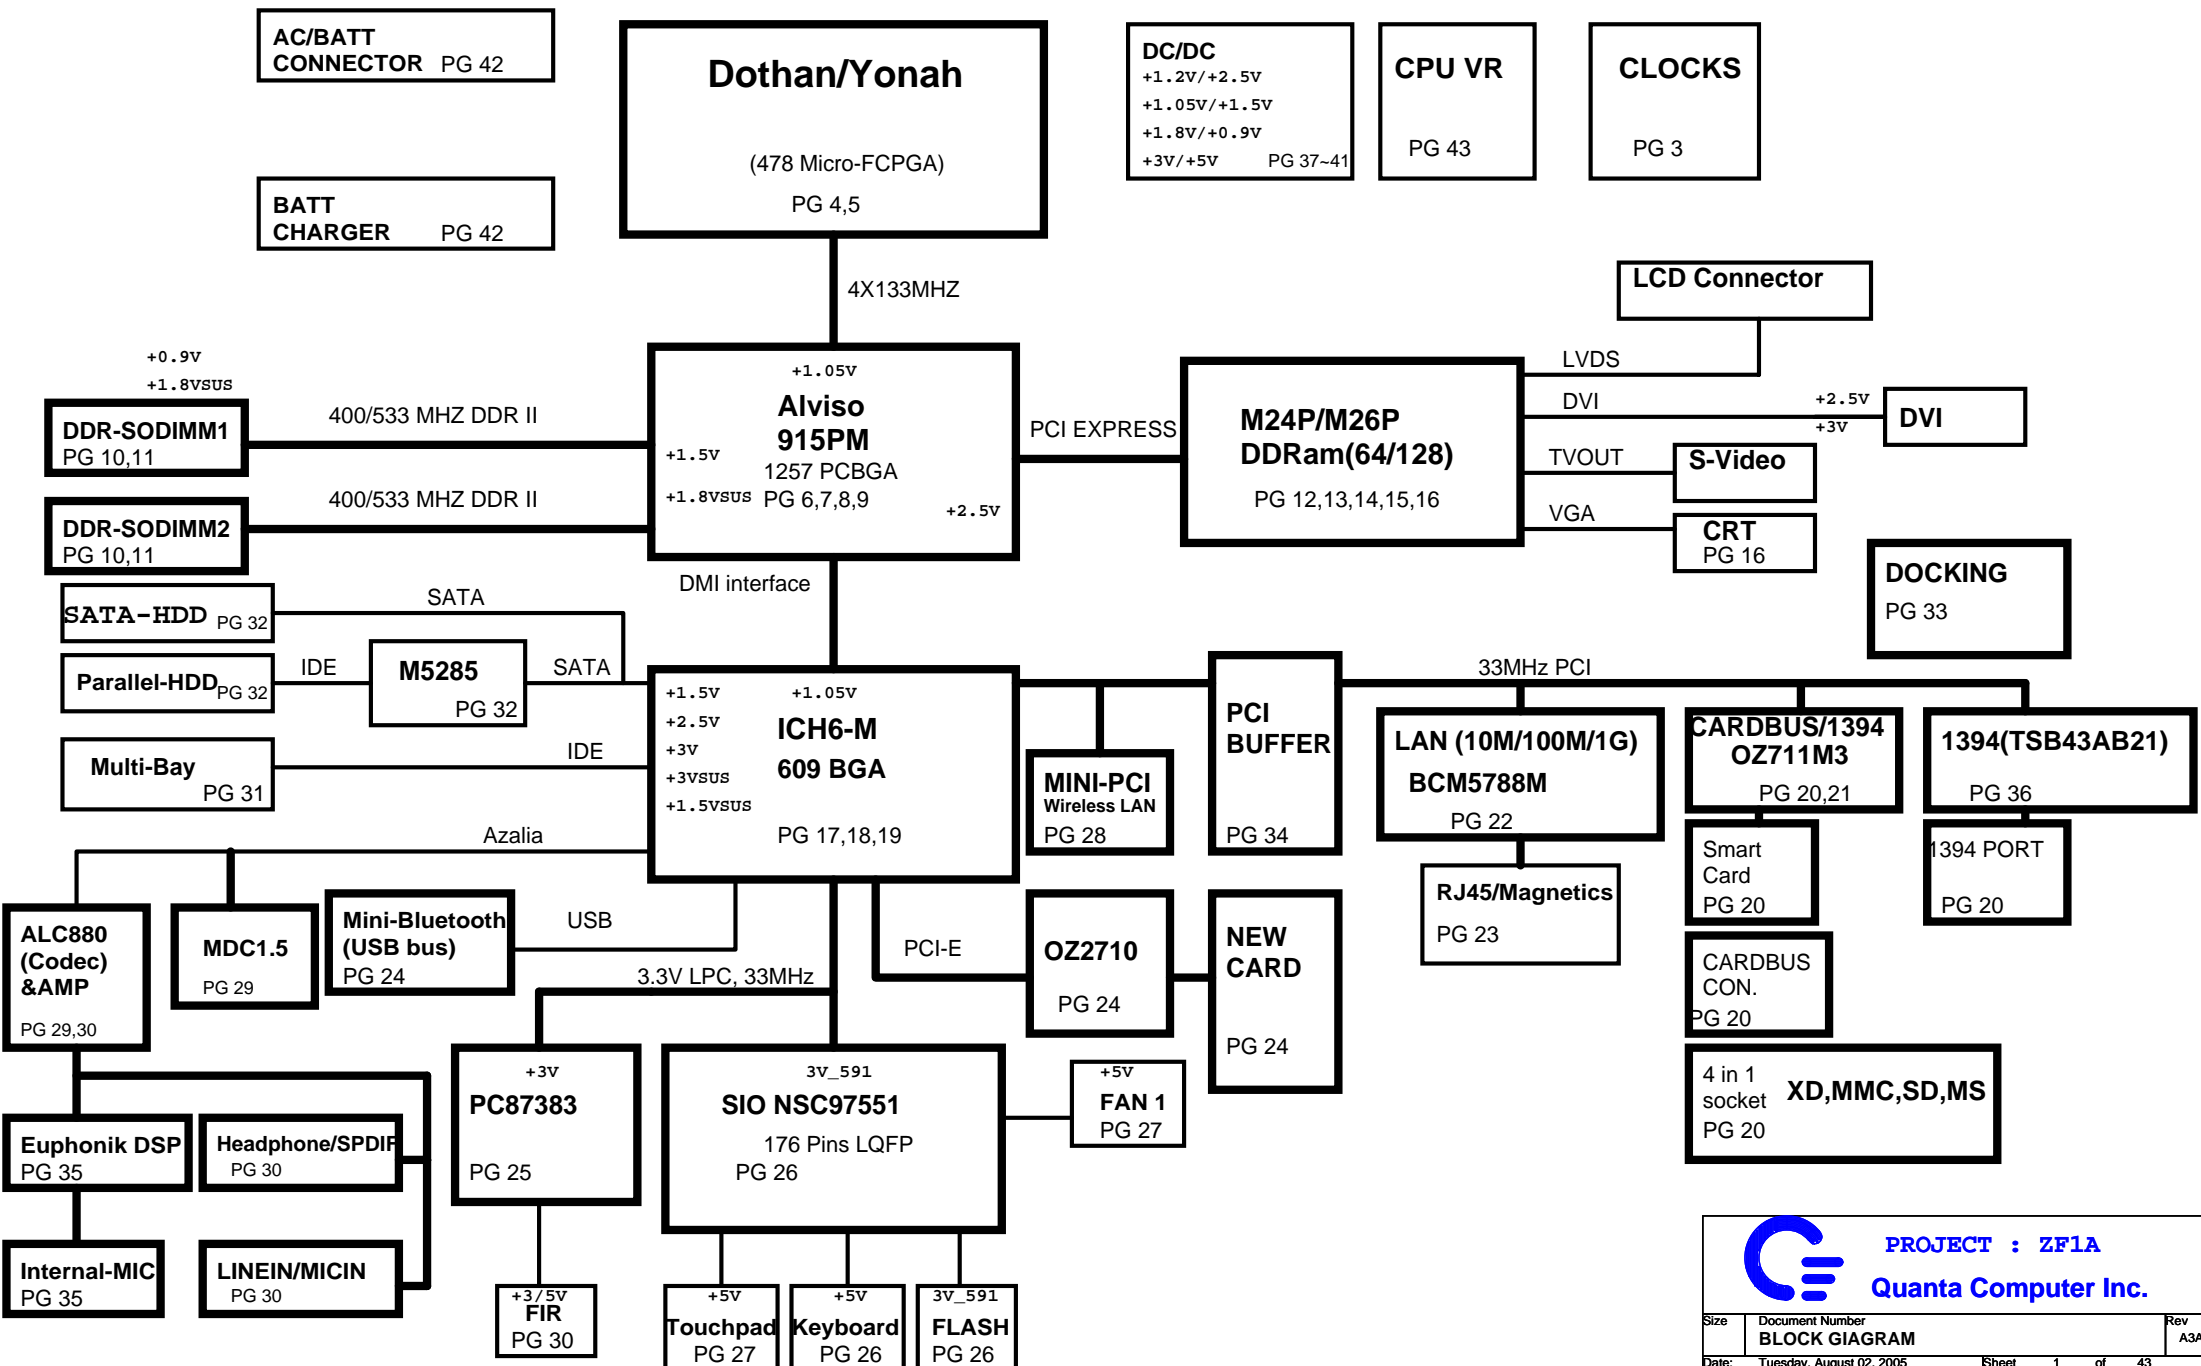 AC/BATT
CONNECTOR PG 42
BATT
CHARGER PG 42
Dothan/Yonah
(478 Micro-FCPGA)
PG 4,5
DC/DC
+1.2V/+2.5V
+1.05V/+1.5V
+1.8V/+0.9V
+3V/+5V PG 37~41
CPU VR
PG 43
CLOCKS
PG 3
4X133MHZ
LCD Connector
+0.9V
+1.8VSUS
DDR-SODIMM1
PG 10,11
400/533 MHZ DDR II
DDR-SODIMM2
PG 10,11
400/533 MHZ DDR II
+1.05V
Alviso
915PM
1257 PCBGA
PG 6,7,8,9
+1.5V
+1.8VSUS
+2.5V
PCI EXPRESS
M24P/M26P
DDRam(64/128)
PG 12,13,14,15,16
LVDS
DVI
+2.5V
+3V
DVI
TVOUT
S-Video
VGA
CRT
PG 16
DOCKING
PG 33
DMI interface
SATA-HDD PG 32
SATA
Parallel-HDD PG 32
IDE
M5285
PG 32
SATA
Multi-Bay
PG 31
IDE
+1.5V
+2.5V
+3V
+3VSUS
+1.5VSUS
+1.05V
ICH6-M
609 BGA
PG 17,18,19
MINI-PCI
Wireless LAN
PG 28
PCI
BUFFER
PG 34
33MHz PCI
LAN (10M/100M/1G)
BCM5788M
PG 22
RJ45/Magnetics
PG 23
CARDBUS/1394
OZ711M3
PG 20,21
1394(TSB43AB21)
PG 36
Smart
Card
PG 20
1394 PORT
PG 20
CARDBUS
CON.
PG 20
4 in 1
socket
PG 20
XD,MMC,SD,MS
Azalia
ALC880
(Codec)
&AMP
PG 29,30
MDC1.5
PG 29
Mini-Bluetooth
(USB bus)
PG 24
USB
3.3V LPC, 33MHz
PCI-E
OZ2710
PG 24
NEW
CARD
PG 24
+3V
PC87383
PG 25
3V_591
SIO NSC97551
176 Pins LQFP
PG 26
+5V
FAN 1
PG 27
Euphonik DSP
PG 35
Headphone/SPDIF
PG 30
Internal-MIC
PG 35
LINEIN/MICIN
PG 30
+3/5V
FIR
PG 30
+5V
Touchpad
PG 27
+5V
Keyboard
PG 26
3V_591
FLASH
PG 26
PROJECT : ZF1A
Quanta Computer Inc.
Size
Document Number
Rev
BLOCK GIAGRAM
A3A
Date: Tuesday, August 02, 2005 Sheet 1 of 43